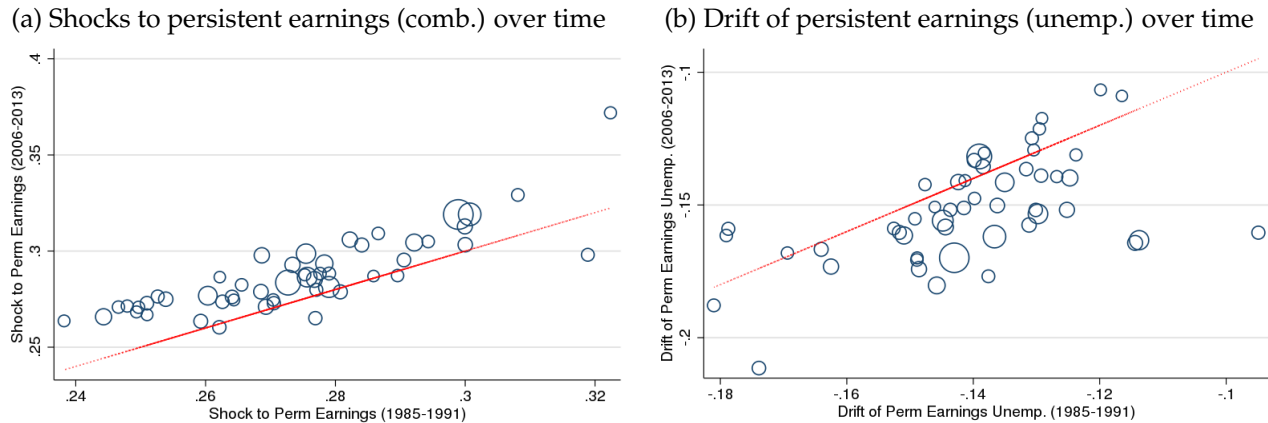 (a) Shocks to persistent earnings (comb.) over time
Shock to Perm Earnings (2006-2013)
.4
.35
.3
.25
.24
.26
.28
.3
.32
Shock to Perm Earnings (1985-1991)
(b) Drift of persistent earnings (unemp.) over time
Drift of Perm Earnings Unemp. (2006-2013)
-.1
-.15
-.2
-.18
-.16
-.14
-.12
-.1
Drift of Perm Earnings Unemp. (1985-1991)